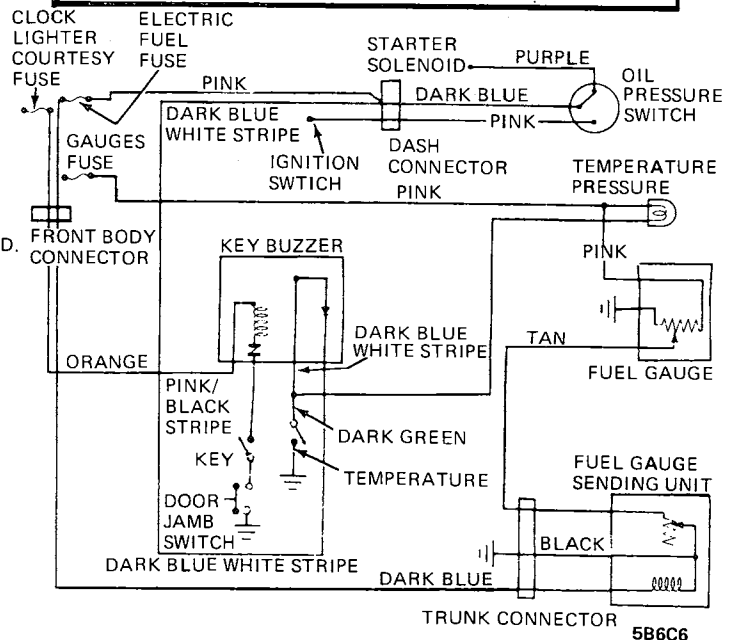 CLOCK
LIGHTER
COURTESY
FUSE
ELECTRIC
FUEL
FUSE
PINK
STARTER
SOLENOID
PURPLE
OIL
PRESSURE
SWITCH
DARK BLUE
DARK BLUE
WHITE STRIPE
PINK
GAUGES
FUSE
IGNITION
SWTICH
DASH
CONNECTOR
PINK
TEMPERATURE
PRESSURE
D. FRONT BODY
CONNECTOR
KEY BUZZER
PINK
DARK BLUE
WHITE STRIPE
TAN
FUEL GAUGE
ORANGE
PINK/
BLACK
STRIPE
DARK GREEN
KEY
TEMPERATURE
FUEL GAUGE
SENDING UNIT
DOOR
JAMB
SWITCH
BLACK
DARK BLUE WHITE STRIPE
DARK BLUE
TRUNK CONNECTOR
5B6C6